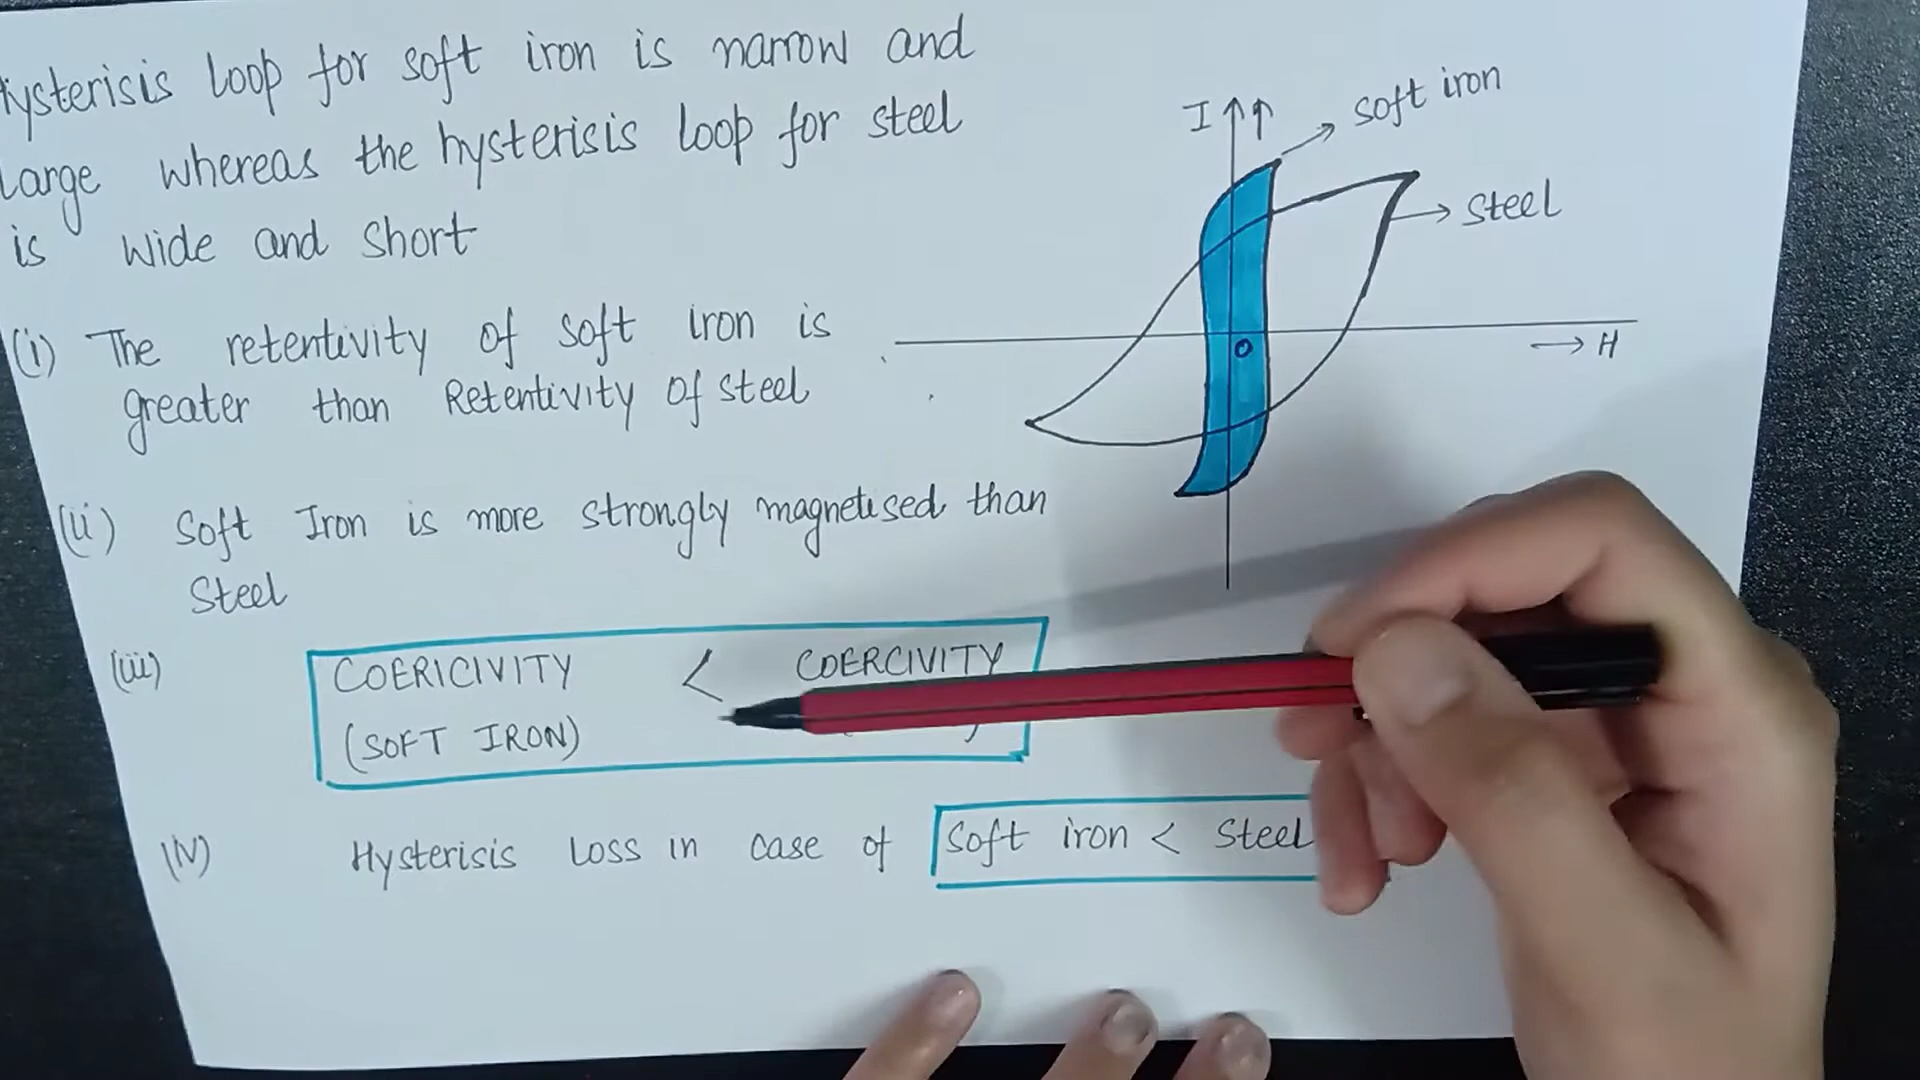 Hysterisis loop for soft iron is narrow and
large whereas the hysterisis loop for steel
is wide and short
(i) The retentivity of soft iron is
greater than Retentivity of steel
(ii) Soft Iron is more strongly magnetised than
Steel
(iii) COERICIVITY < COERCIVITY
(SOFT IRON)
(iv) Hysterisis Loss in case of Soft iron < Steel
I ↑↑
soft iron
Steel
O
→ H